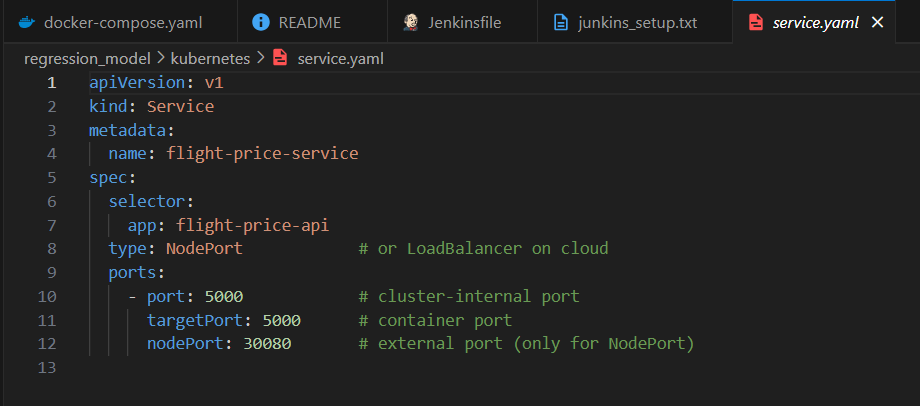 docker-compose.yaml README Jenkinsfile junkins_setup.txt service.yaml
regression_model > kubernetes > service.yaml
1 apiVersion: v1
2 kind: Service
3 metadata:
4   name: flight-price-service
5 spec:
6   selector:
7     app: flight-price-api
8   type: NodePort            # or LoadBalancer on cloud
9   ports:
10     - port: 5000            # cluster-internal port
11       targetPort: 5000      # container port
12       nodePort: 30080       # external port (only for NodePort)
13